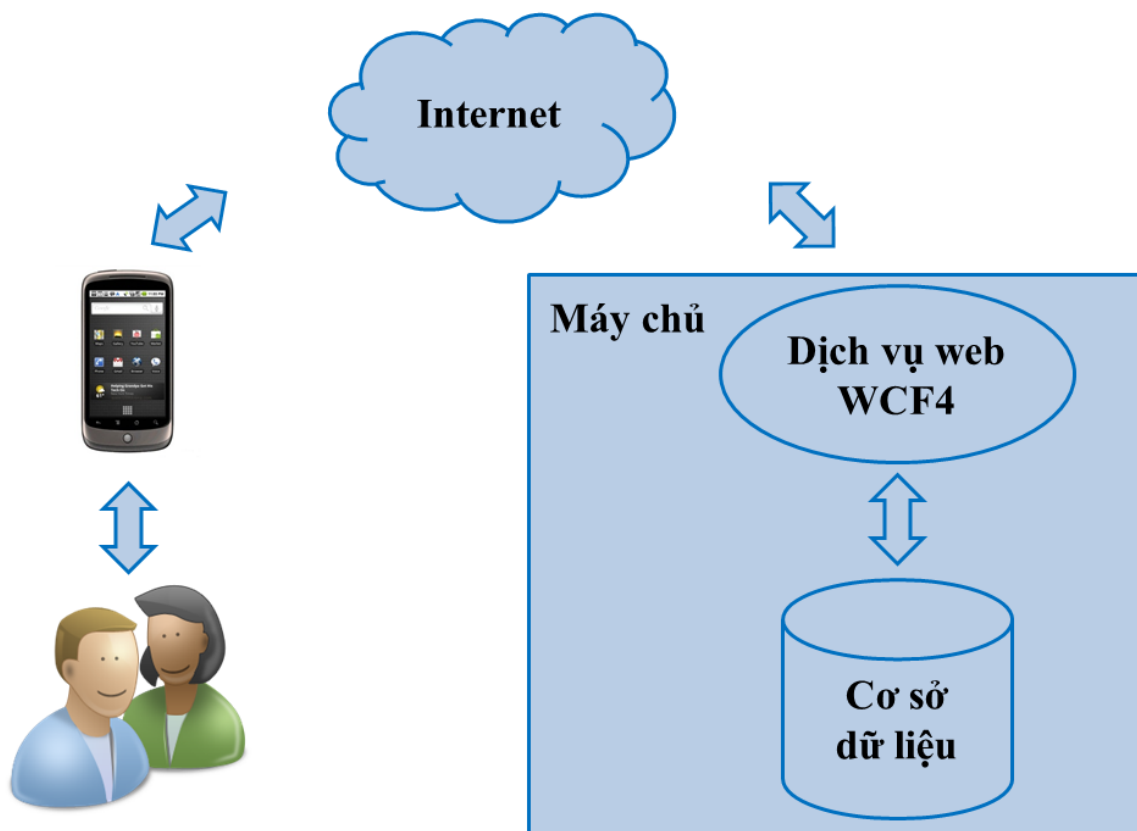 Internet
Máy chủ
Dịch vụ web
WCF4
Cơ sở
dữ liệu